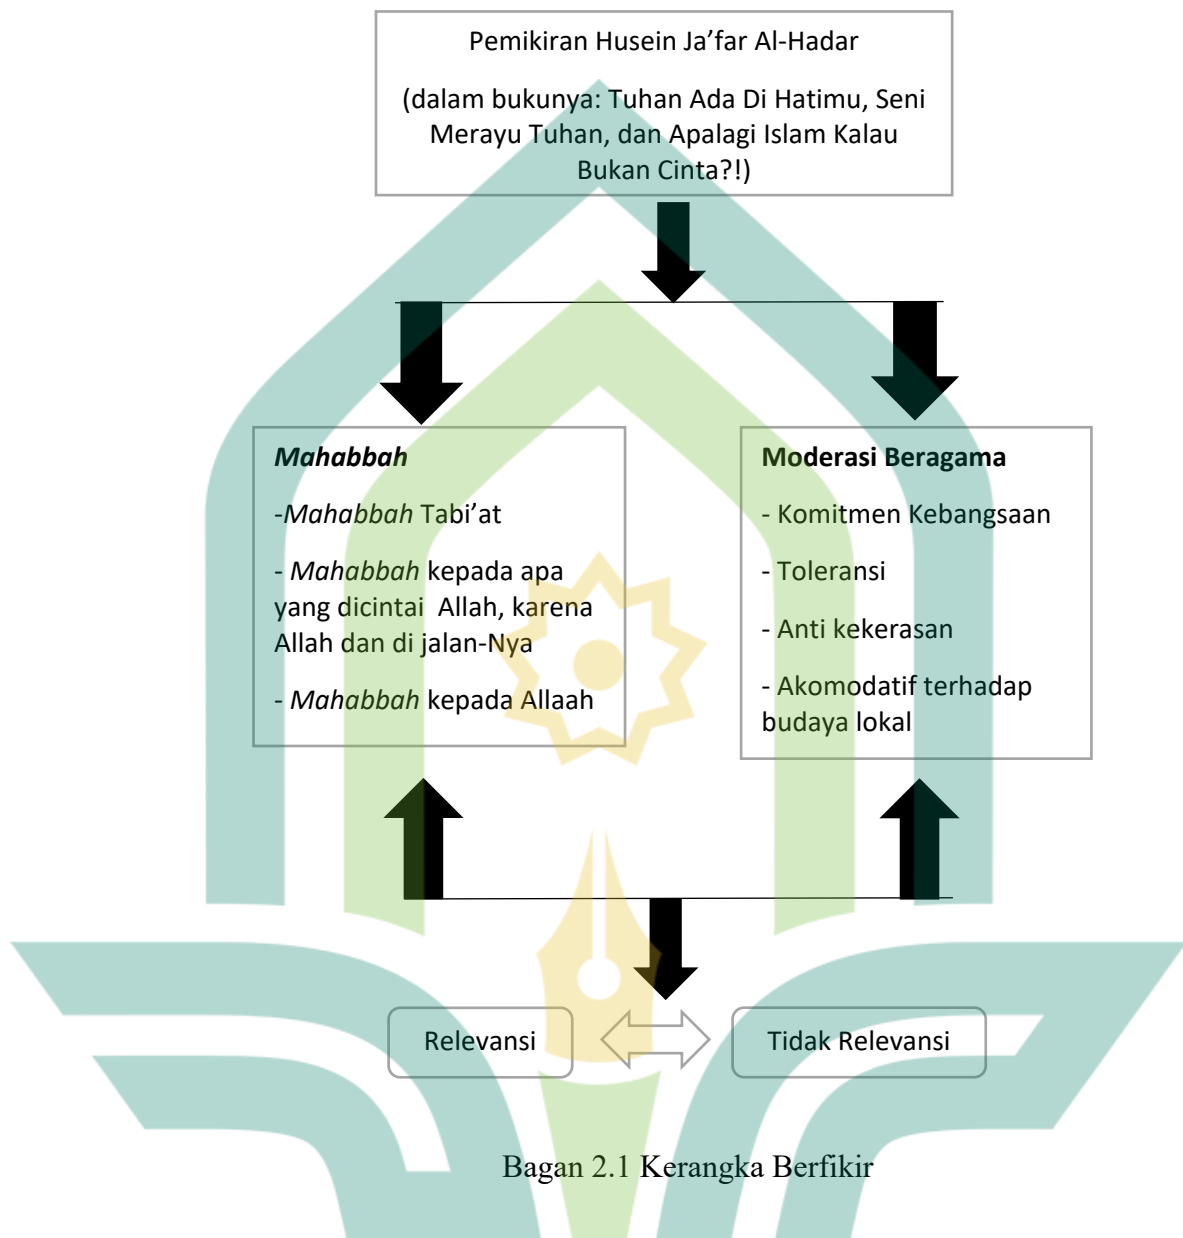 Pemikiran Husein Ja’far Al-Hadar
(dalam bukunya: Tuhan Ada Di Hatimu, Seni
Merayu Tuhan, dan Apalagi Islam Kalau
Bukan Cinta?!)
Mahabbah
-Mahabbah Tabi’at
- Mahabbah kepada apa
yang dicintai Allah, karena
Allah dan di jalan-Nya
- Mahabbah kepada Allaah
Moderasi Beragama
- Komitmen Kebangsaan
- Toleransi
- Anti kekerasan
- Akomodatif terhadap
budaya lokal
Relevansi
Tidak Relevansi
Bagan 2.1 Kerangka Berfikir